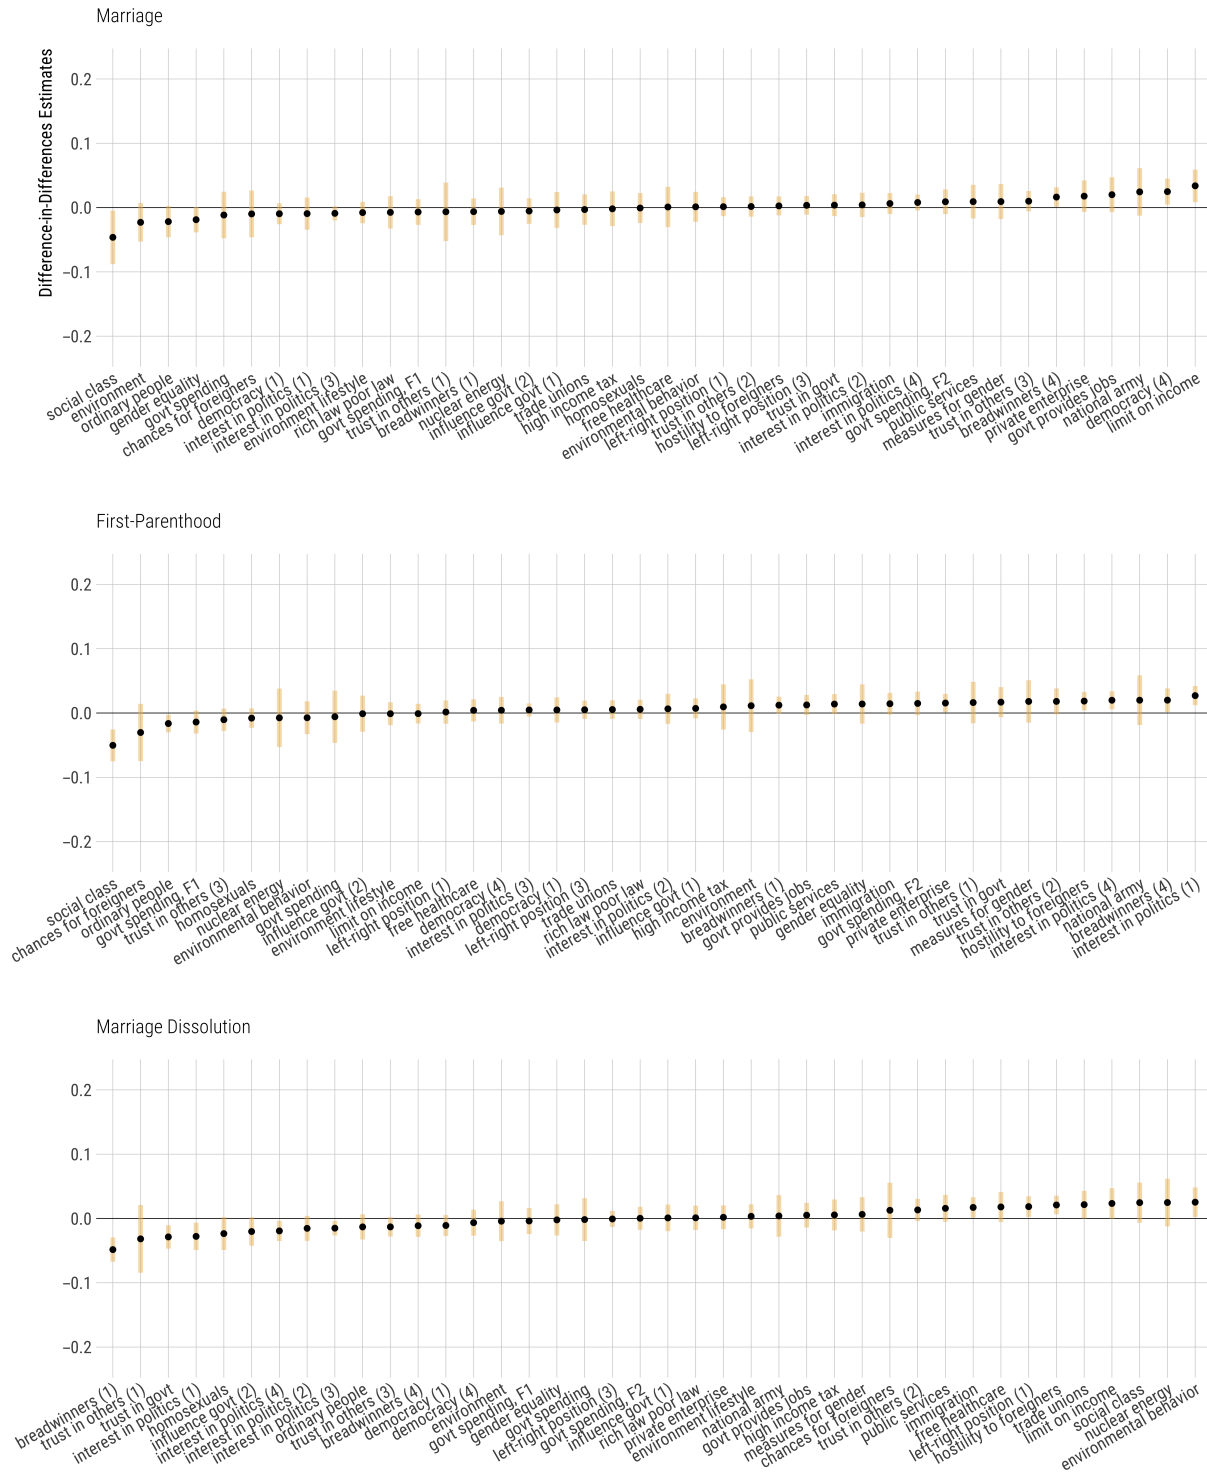 Marriage
Difference-in-Differences Estimates
0.2
0.1
0.0
−0.1
−0.2
social class
environment
ordinary people
gender equality
govt spending
chances for foreigners
democracy (1)
interest in politics (1)
interest in politics (3)
environment lifestyle
rich law poor law
govt spending, F1
trust in others (1)
breadwinners (1)
nuclear energy
influence govt (2)
influence govt (1)
trade unions
high income tax
homosexuals
free healthcare
environmental behavior
left-right position (1)
trust in others (2)
hostility to foreigners
left-right position (3)
trust in govt
interest in politics (2)
immigration
interest in politics (4)
govt spending, F2
public services
measures for gender
trust in others (3)
breadwinners (4)
private enterprise
govt provides jobs
national army
democracy (4)
limit on income
First-Parenthood
0.2
0.1
0.0
−0.1
−0.2
social class
chances for foreigners
ordinary people
govt spending, F1
trust in others (3)
homosexuals
nuclear energy
environmental behavior
govt spending
influence govt (2)
environment lifestyle
limit on income
left-right position (1)
free healthcare
democracy (4)
interest in politics (3)
democracy (1)
left-right position (3)
trade unions
rich law poor law
interest in politics (2)
influence govt (1)
high income tax
environment
breadwinners (1)
govt provides jobs
public services
gender equality
immigration
govt spending, F2
private enterprise
trust in others (1)
trust in govt
measures for gender
trust in others (2)
hostility to foreigners
interest in politics (4)
national army
breadwinners (4)
interest in politics (1)
Marriage Dissolution
0.2
0.1
0.0
−0.1
−0.2
breadwinners (1)
trust in others (1)
trust in govt
interest in politics (1)
homosexuals
influence govt (2)
interest in politics (4)
interest in politics (2)
interest in politics (3)
ordinary people
trust in others (3)
breadwinners (4)
democracy (1)
democracy (4)
environment
govt spending, F1
gender equality
govt spending
left-right position (3)
govt spending, F2
influence govt (1)
rich law poor law
private enterprise
environment lifestyle
national army
govt provides jobs
high income tax
measures for gender
chances for foreigners
trust in others (2)
public services
immigration
free healthcare
left-right position (1)
hostility to foreigners
trade unions
limit on income
social class
nuclear energy
environmental behavior